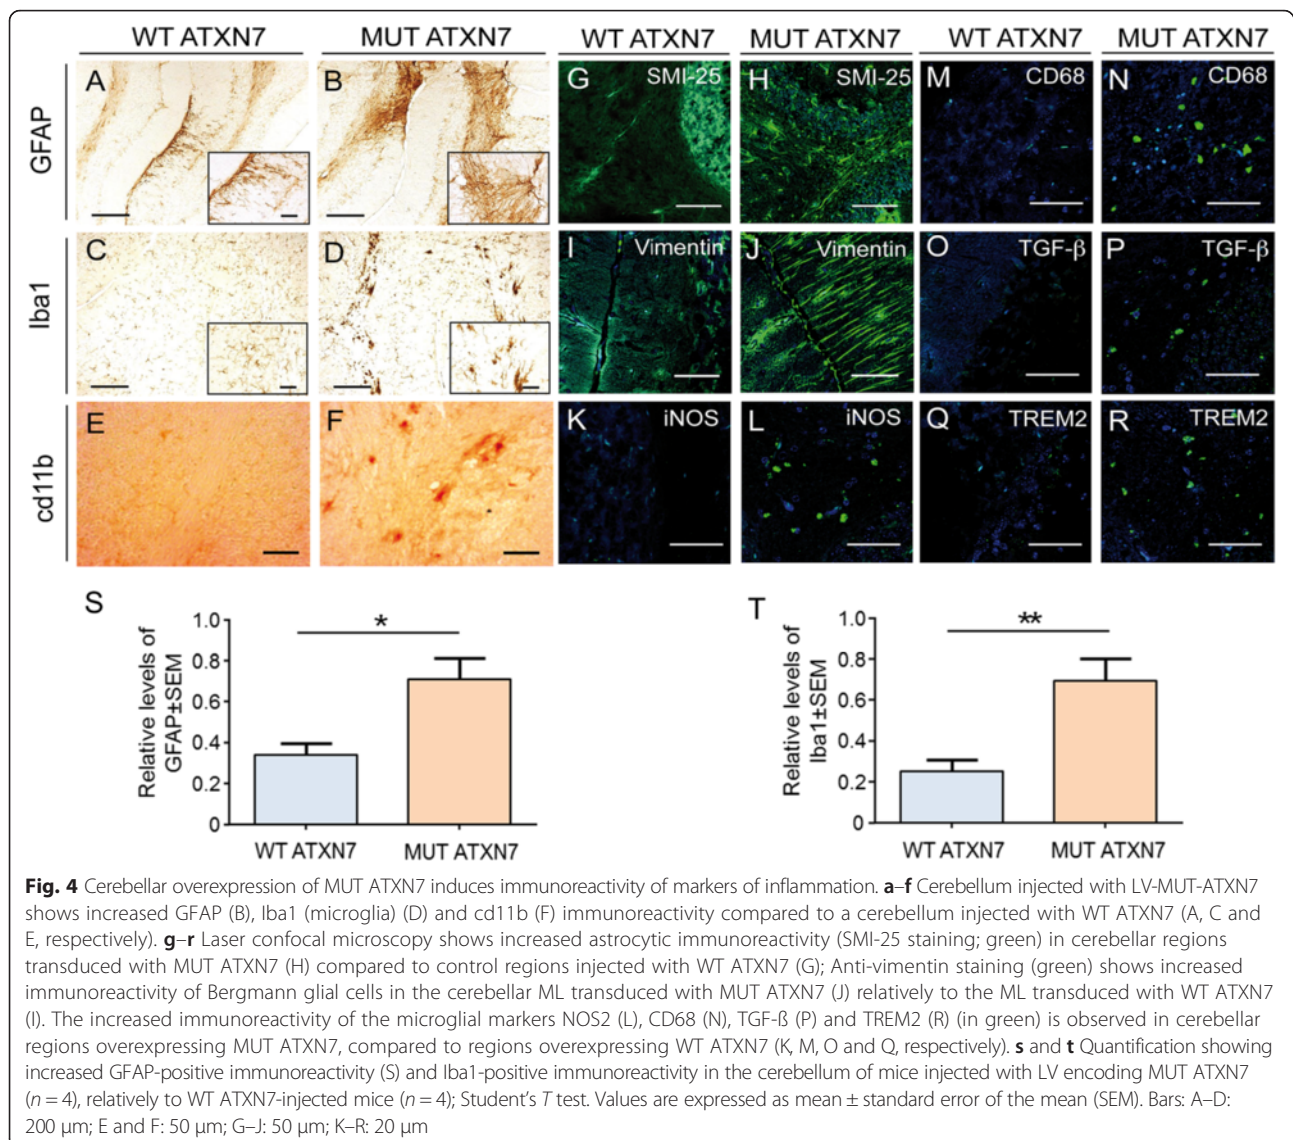 WT ATXN7 MUT ATXN7 WT ATXN7 MUT ATXN7 WT ATXN7 MUT ATXN7
GFAP
A
B
G SMI-25
H SMI-25
M CD68
N CD68
Iba1
C
D
I Vimentin
J Vimentin
O TGF-β
P TGF-β
cd11b
E
F
K iNOS
L iNOS
Q TREM2
R TREM2
S
Relative levels of
GFAP±SEM
1.0
0.8
0.6
0.4
0.2
0
*
WT ATXN7 MUT ATXN7
T
Relative levels of
Iba1±SEM
1.0
0.8
0.6
0.4
0.2
0
**
WT ATXN7 MUT ATXN7
Fig. 4 Cerebellar overexpression of MUT ATXN7 induces immunoreactivity of markers of inflammation. a–f Cerebellum injected with LV-MUT-ATXN7
shows increased GFAP (B), Iba1 (microglia) (D) and cd11b (F) immunoreactivity compared to a cerebellum injected with WT ATXN7 (A, C and
E, respectively). g–r Laser confocal microscopy shows increased astrocytic immunoreactivity (SMI-25 staining; green) in cerebellar regions
transduced with MUT ATXN7 (H) compared to control regions injected with WT ATXN7 (G); Anti-vimentin staining (green) shows increased
immunoreactivity of Bergmann glial cells in the cerebellar ML transduced with MUT ATXN7 (J) relatively to the ML transduced with WT ATXN7
(I). The increased immunoreactivity of the microglial markers NOS2 (L), CD68 (N), TGF-ß (P) and TREM2 (R) (in green) is observed in cerebellar
regions overexpressing MUT ATXN7, compared to regions overexpressing WT ATXN7 (K, M, O and Q, respectively). s and t Quantification showing
increased GFAP-positive immunoreactivity (S) and Iba1-positive immunoreactivity in the cerebellum of mice injected with LV encoding MUT ATXN7
(n = 4), relatively to WT ATXN7-injected mice (n = 4); Student's T test. Values are expressed as mean ± standard error of the mean (SEM). Bars: A–D:
200 μm; E and F: 50 μm; G–J: 50 μm; K–R: 20 μm